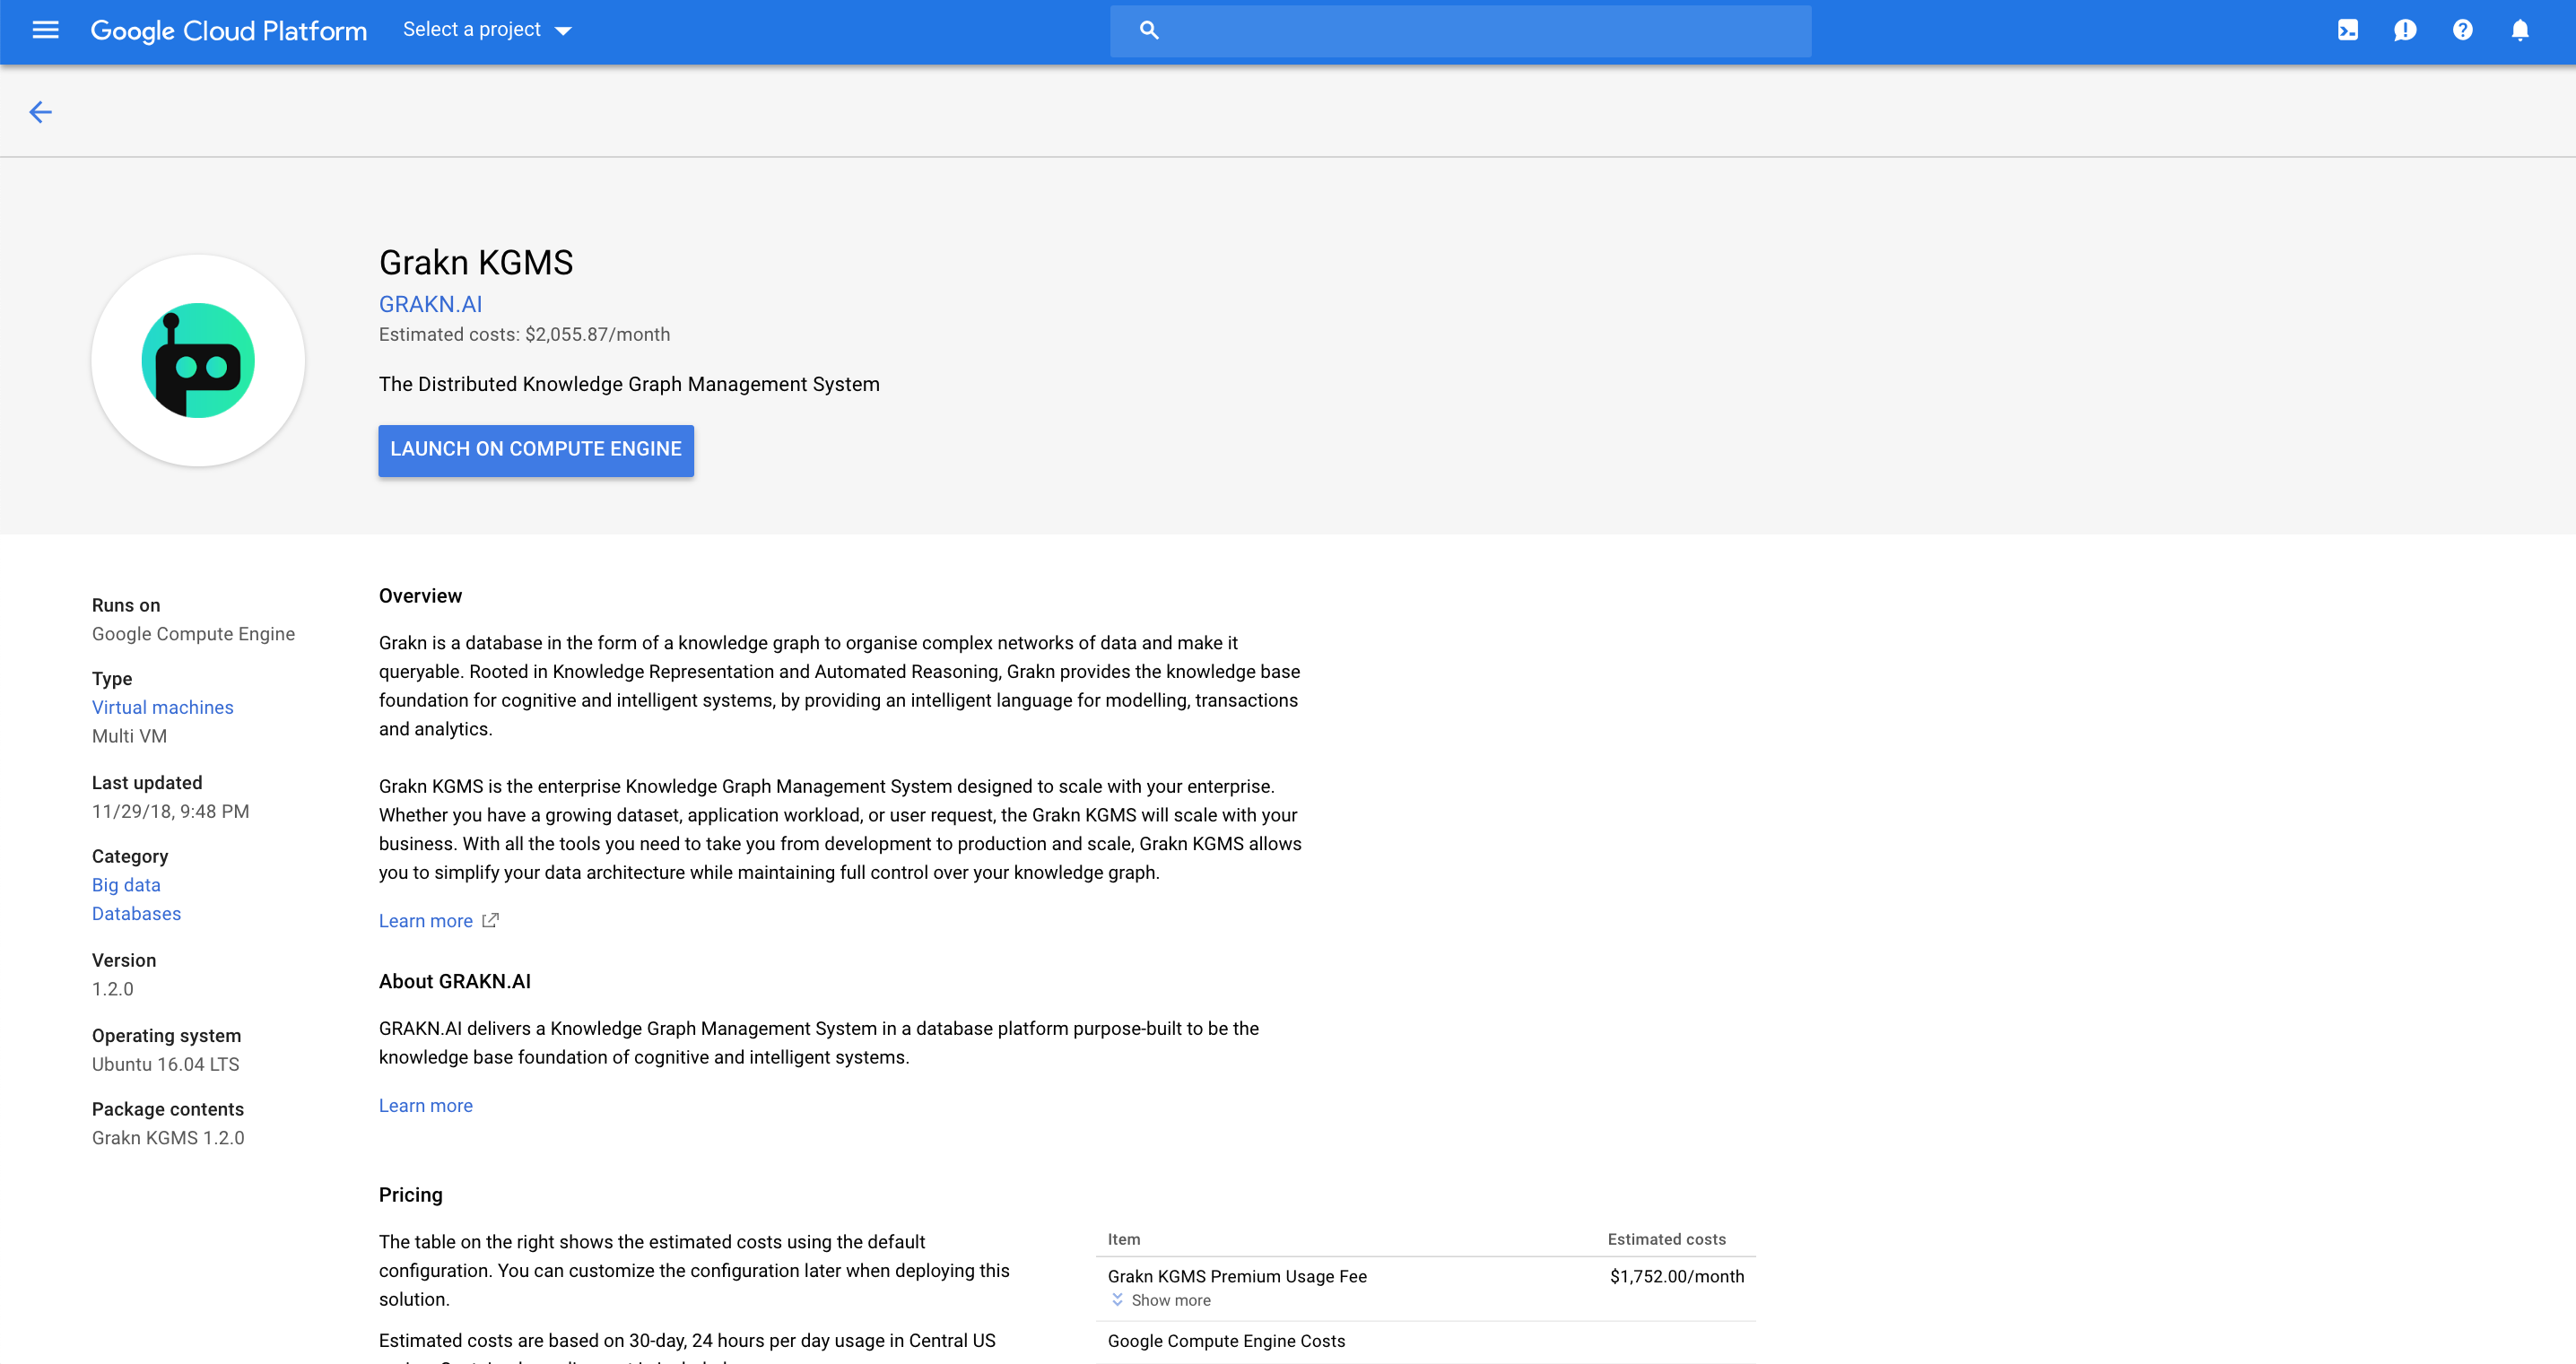 Google Cloud Platform
Select a project
Grakn KGMS
GRAKN.AI
Estimated costs: $2,055.87/month
The Distributed Knowledge Graph Management System
LAUNCH ON COMPUTE ENGINE
Runs on
Google Compute Engine
Type
Virtual machines
Multi VM
Last updated
11/29/18, 9:48 PM
Category
Big data
Databases
Version
1.2.0
Operating system
Ubuntu 16.04 LTS
Package contents
Grakn KGMS 1.2.0
Overview
Grakn is a database in the form of a knowledge graph to organise complex networks of data and make it
queryable. Rooted in Knowledge Representation and Automated Reasoning, Grakn provides the knowledge base
foundation for cognitive and intelligent systems, by providing an intelligent language for modelling, transactions
and analytics.
Grakn KGMS is the enterprise Knowledge Graph Management System designed to scale with your enterprise.
Whether you have a growing dataset, application workload, or user request, the Grakn KGMS will scale with your
business. With all the tools you need to take you from development to production and scale, Grakn KGMS allows
you to simplify your data architecture while maintaining full control over your knowledge graph.
Learn more
About GRAKN.AI
GRAKN.AI delivers a Knowledge Graph Management System in a database platform purpose-built to be the
knowledge base foundation of cognitive and intelligent systems.
Learn more
Pricing
The table on the right shows the estimated costs using the default
configuration. You can customize the configuration later when deploying this
solution.
Estimated costs are based on 30-day, 24 hours per day usage in Central US
Item Estimated costs
Grakn KGMS Premium Usage Fee $1,752.00/month
Show more
Google Compute Engine Costs